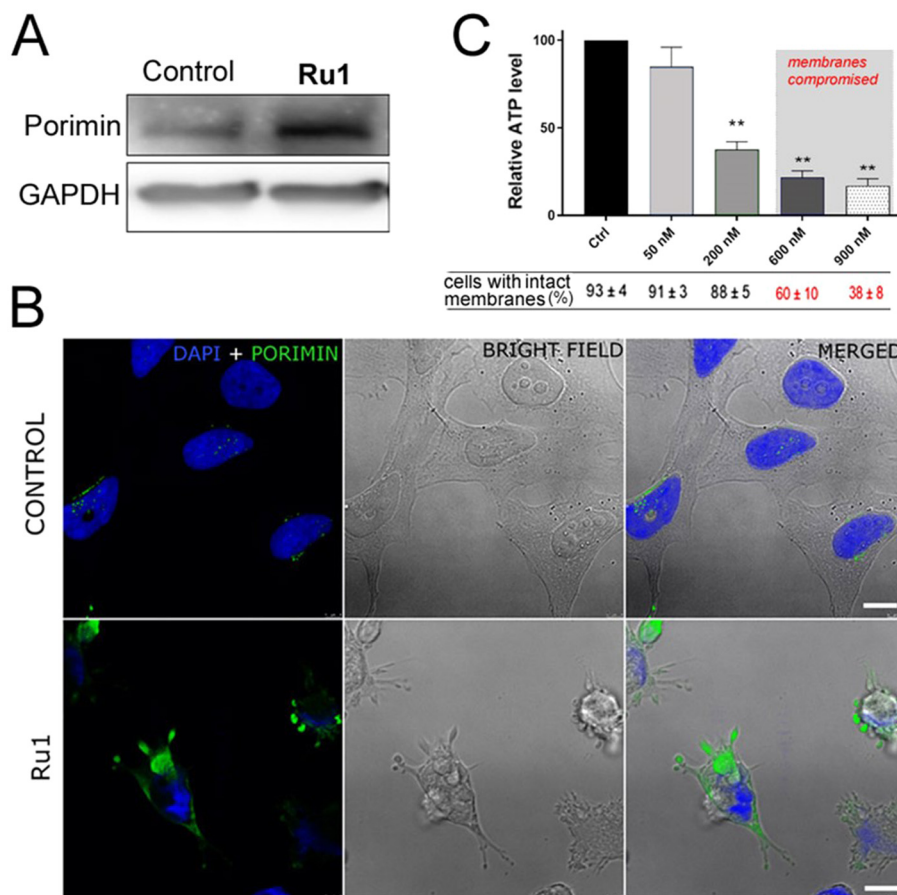 A
Control Ru1
Porimin
GAPDH
C
Relative ATP level
100
50
0
membranes
compromised
**
**
**
Ctrl
50 nM
200 nM
600 nM
900 nM
cells with intact
membranes(%)
93 ± 4 91 ± 3 88 ± 5 60 ± 10 38 ± 8
B
DAPI + PORIMIN
BRIGHT FIELD
MERGED
CONTROL
Ru1